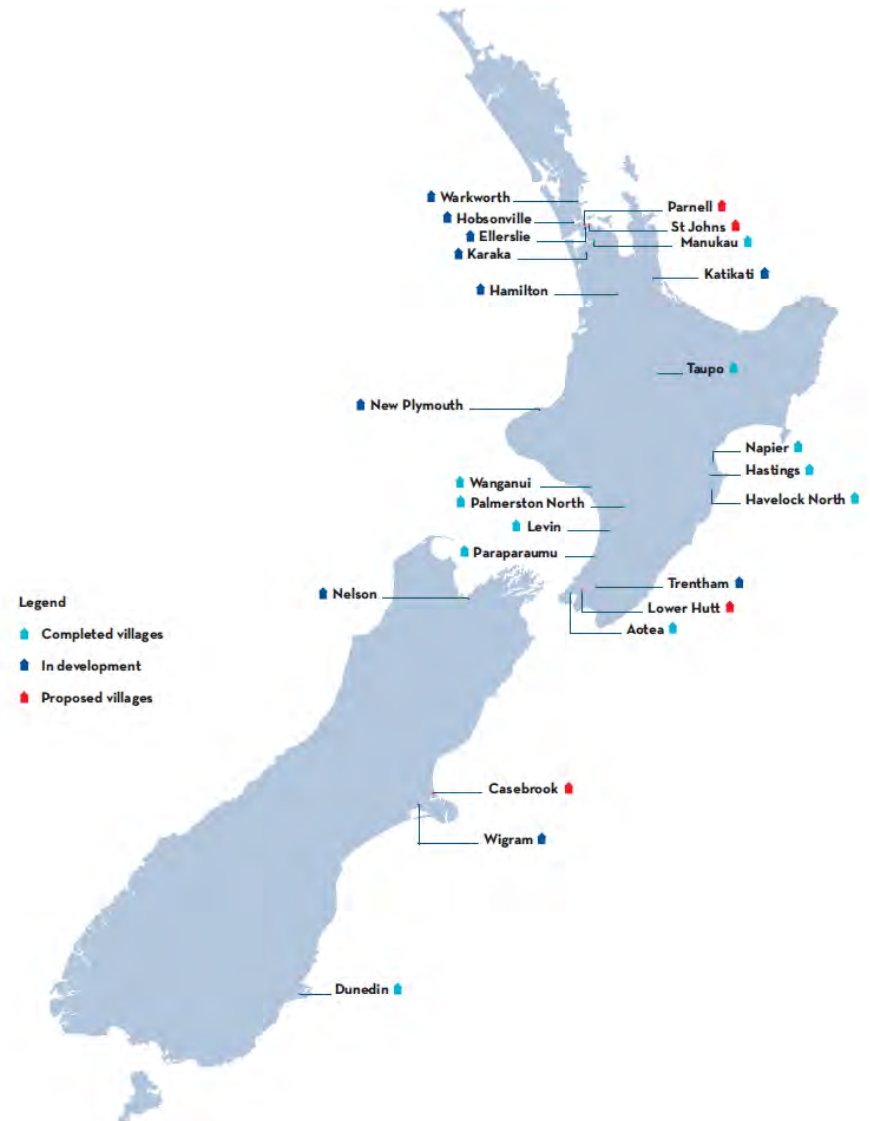 Warkworth
Parnell
Hobsonville
St Johns
Ellerslie
Manukau
Karaka
Katikati
Hamilton
Taupo
New Plymouth
Napier
Hastings
Wanganui
Havelock North
Palmerston North
Levin
Paraparaumu
Trentham
Nelson
Lower Hutt
Aotea
Legend
Completed villages
In development
Proposed villages
Casebrook
Wigram
Dunedin